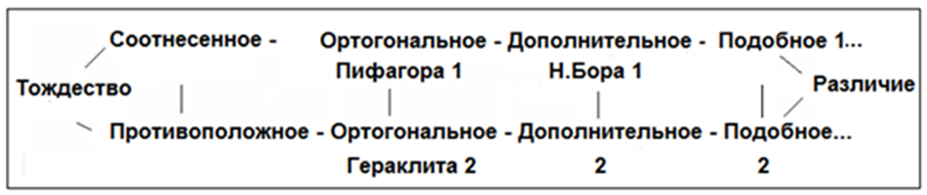 Соотнесенное - Ортогональное - Дополнительное - Подобное 1...
Пифагора 1 Н.Бора 1
Тождество Различие
Противоположное - Ортогональное - Дополнительное - Подобное...
Гераклита 2 2 2